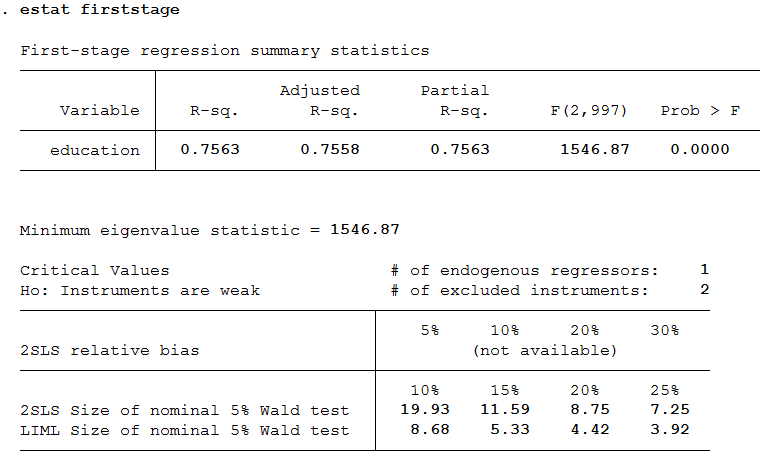 . estat firststage
First-stage regression summary statistics
Adjusted Partial
Variable R-sq. R-sq. R-sq. F(2,997) Prob > F
education 0.7563 0.7558 0.7563 1546.87 0.0000
Minimum eigenvalue statistic = 1546.87
Critical Values # of endogenous regressors: 1
Ho: Instruments are weak # of excluded instruments: 2
5% 10% 20% 30%
2SLS relative bias (not available)
10% 15% 20% 25%
2SLS Size of nominal 5% Wald test 19.93 11.59 8.75 7.25
LIML Size of nominal 5% Wald test 8.68 5.33 4.42 3.92